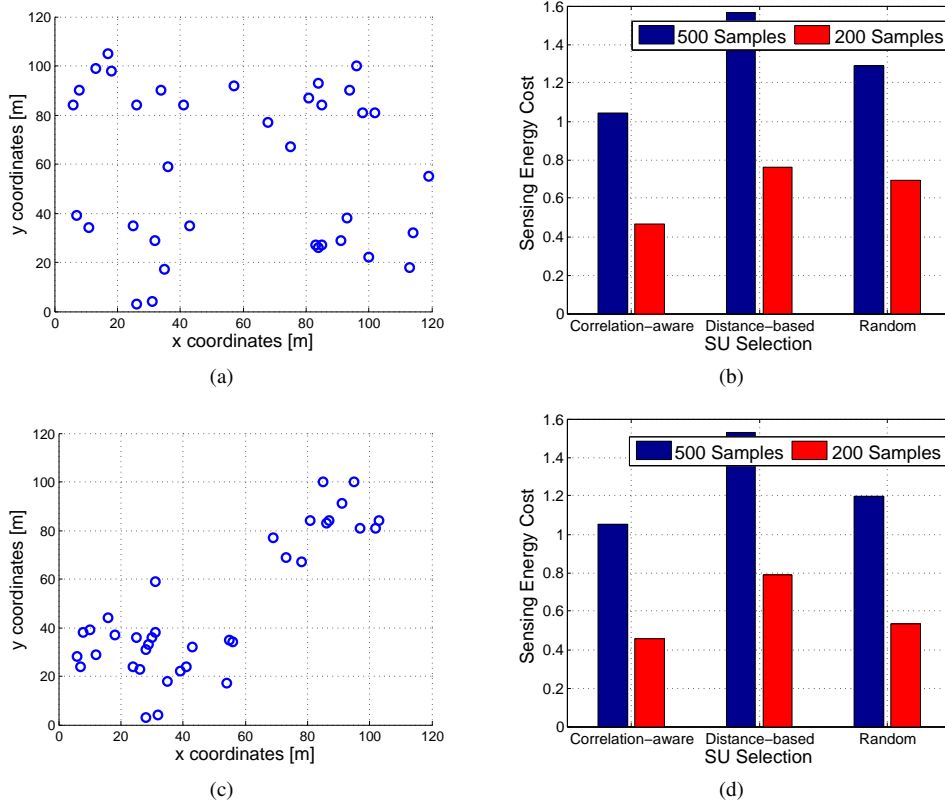 120
100
80
60
40
20
0
0 20 40 60 80 100 120
y coordinates [m]
x coordinates [m]
(a)
1.6
1.4
1.2
1
0.8
0.6
0.4
0.2
0
Sensing Energy Cost
500 Samples 200 Samples
Correlation−aware Distance−based Random
SU Selection
(b)
120
100
80
60
40
20
0
0 20 40 60 80 100 120
y coordinates [m]
x coordinates [m]
(c)
1.6
1.4
1.2
1
0.8
0.6
0.4
0.2
0
Sensing Energy Cost
500 Samples 200 Samples
Correlation−aware Distance−based Random
SU Selection
(d)